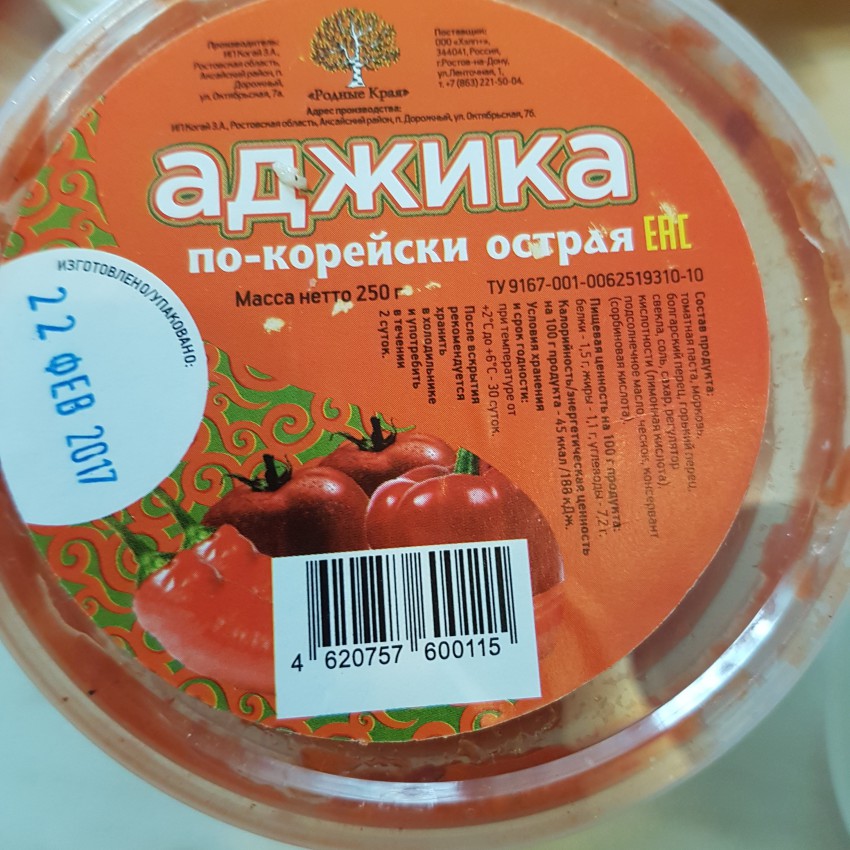 Производитель:
ИП Когай З.А.,
Ростовская область,
Аксайский район, п.
Дорожный,
ул. Октябрьская, 7а.
«Родные Края»
Поставщик:
344041, Россия,
г.Ростов-на-Дону,
ул.Ленточная, 1,
т. +7 (863) 221-50-04.
Адрес производства:
ИП Когай З.А., Ростовская область, Аксайский район, п. Дорожный, ул. Октябрьская, 7б.
аджика
по-корейски острая ЕАС
Масса нетто 250 г
ТУ 9167-001-0062519310-10
ИЗГОТОВЛЕНО/УПАКОВАНО:
22 ФЕВ 2017
Состав продукта:
томатная паста, морковь,
болгарский перец, горький перец,
свекла, соль, сахар, регулятор
кислотности (лимонная кислота),
подсолнечное масло, чеснок, консервант
(сорбиновая кислота).
Пищевая ценность на 100 г продукта:
белки - 1,5 г, жиры - 1,1 г, углеводы - 7,2 г.
Калорийность/энергетическая ценность
на 100 г продукта - 45 ккал /188 кДж.
Условия хранения
и срок годности:
при температуре от
+2°С до +6°С - 30 суток.
После вскрытия
рекомендуется
хранить
в холодильнике
и употребить
в течении
2 суток.
4 620757 600115